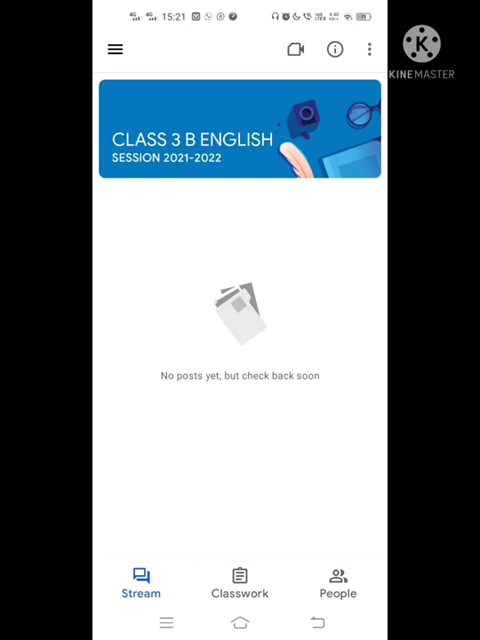 15:21
KINEMASTER
CLASS 3 B ENGLISH
SESSION 2021-2022
No posts yet, but check back soon
Stream
Classwork
People